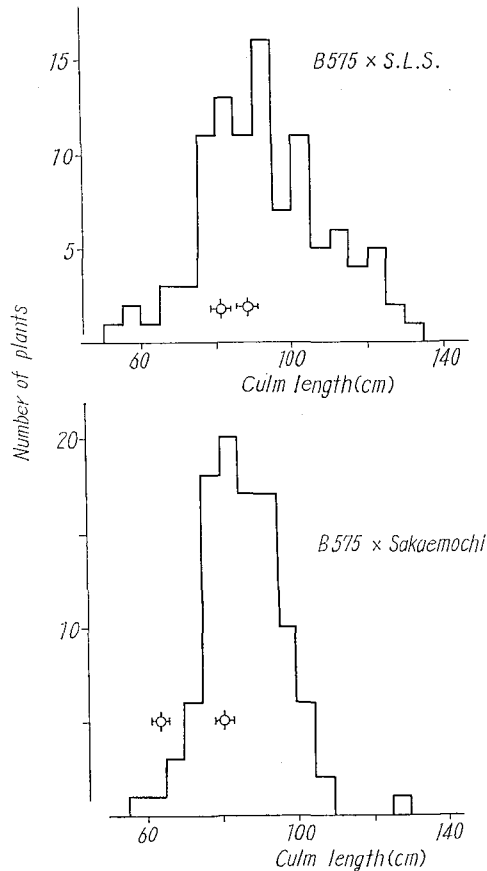 B575 × S.L.S.
15
10
5
60
100
140
Culm length(cm)
Number of plants
B575 × Sakaemochi
20
10
60
100
140
Culm length(cm)